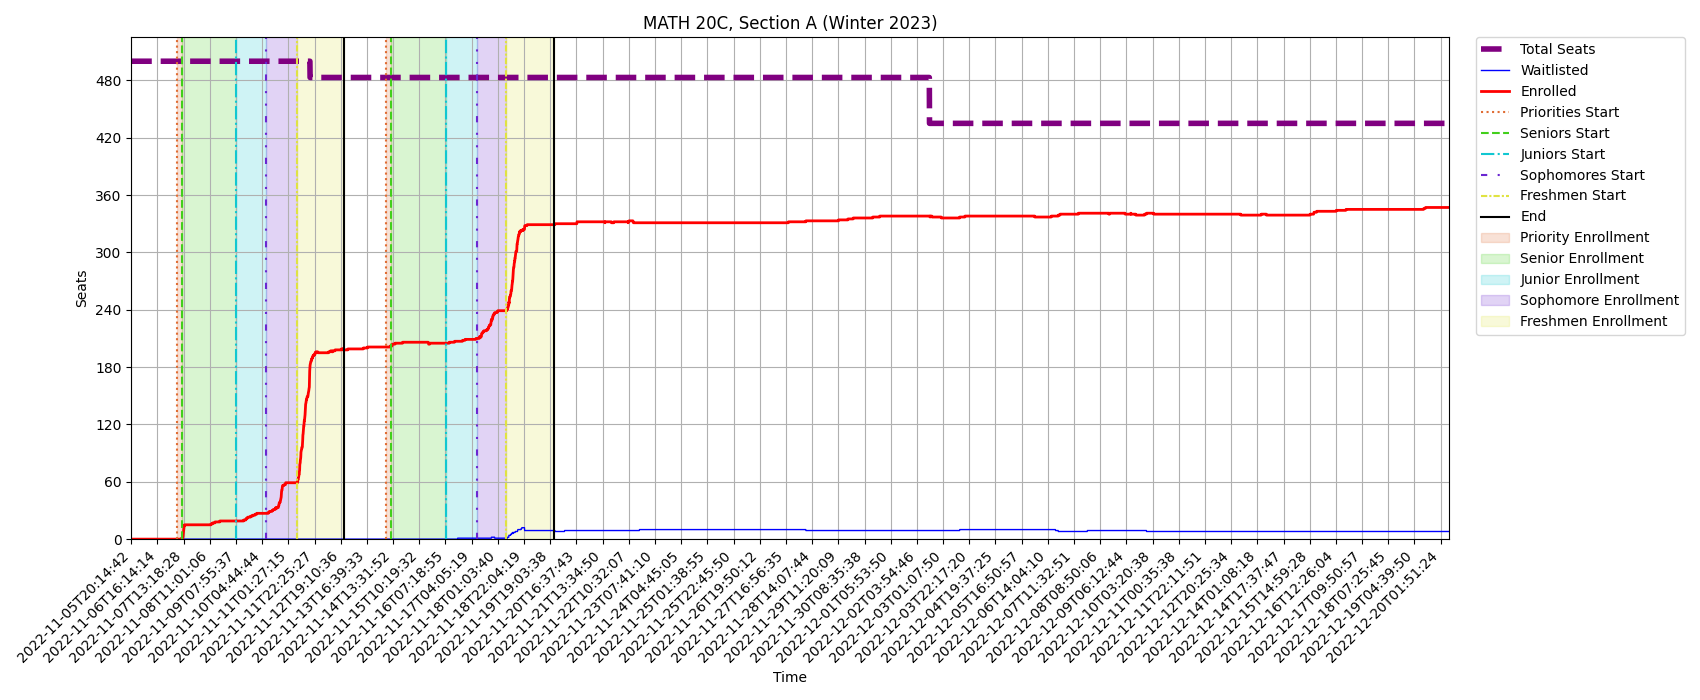 MATH 20C, Section A (Winter 2023)
Seats
480
420
360
300
240
180
120
60
0
2022-11-05T20:14:42
2022-11-06T16:14:14
2022-11-07T13:18:28
2022-11-08T11:01:06
2022-11-09T07:55:37
2022-11-10T04:44:44
2022-11-11T01:27:15
2022-11-11T22:25:27
2022-11-12T19:10:36
2022-11-13T16:39:33
2022-11-14T13:31:52
2022-11-15T10:19:32
2022-11-16T07:18:55
2022-11-17T04:05:19
2022-11-18T01:03:40
2022-11-18T22:04:19
2022-11-19T19:03:38
2022-11-20T16:37:43
2022-11-21T13:34:50
2022-11-22T10:32:07
2022-11-23T07:41:10
2022-11-24T04:45:05
2022-11-25T01:38:55
2022-11-25T22:45:50
2022-11-26T19:50:12
2022-11-27T16:56:35
2022-11-28T14:07:44
2022-11-29T11:20:09
2022-11-30T08:35:38
2022-12-01T05:53:50
2022-12-02T03:54:46
2022-12-03T01:07:50
2022-12-03T22:17:20
2022-12-04T19:37:25
2022-12-05T16:50:57
2022-12-06T14:04:10
2022-12-07T11:32:51
2022-12-08T08:50:06
2022-12-09T06:12:44
2022-12-10T03:20:38
2022-12-11T00:35:38
2022-12-11T22:11:51
2022-12-12T20:25:34
2022-12-14T01:08:18
2022-12-14T17:37:47
2022-12-15T14:59:28
2022-12-16T12:26:04
2022-12-17T09:50:57
2022-12-18T07:25:45
2022-12-19T04:39:50
2022-12-20T01:51:24
Time
Total Seats
Waitlisted
Enrolled
Priorities Start
Seniors Start
Juniors Start
Sophomores Start
Freshmen Start
End
Priority Enrollment
Senior Enrollment
Junior Enrollment
Sophomore Enrollment
Freshmen Enrollment